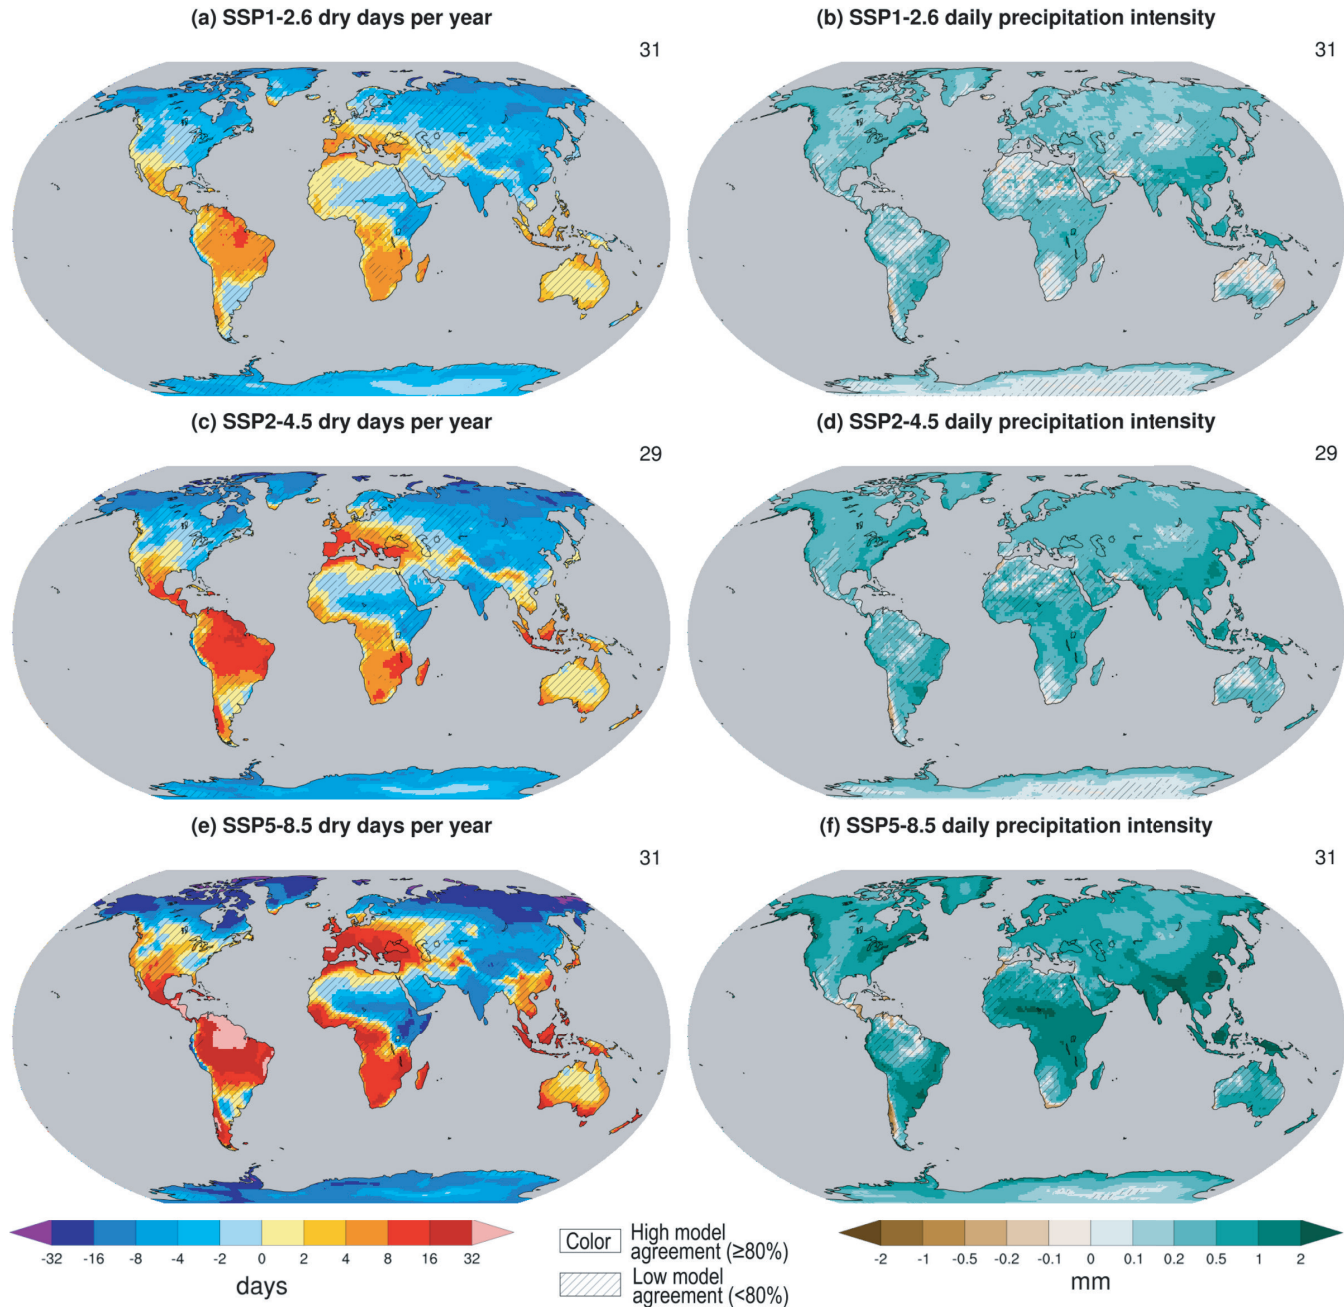 (a) SSP1-2.6 dry days per year
(b) SSP1-2.6 daily precipitation intensity
31
31
(c) SSP2-4.5 dry days per year
(d) SSP2-4.5 daily precipitation intensity
29
29
(e) SSP5-8.5 dry days per year
(f) SSP5-8.5 daily precipitation intensity
31
31
-32 -16 -8 -4 -2 0 2 4 8 16 32
days
Color
High model
agreement (≥80%)
Low model
agreement (<80%)
-2 -1 -0.5 -0.2 -0.1 0 0.1 0.2 0.5 1 2
mm